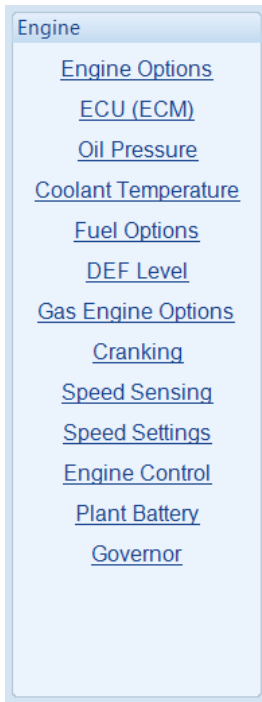 Engine
Engine Options
ECU (ECM)
Oil Pressure
Coolant Temperature
Fuel Options
DEF Level
Gas Engine Options
Cranking
Speed Sensing
Speed Settings
Engine Control
Plant Battery
Governor